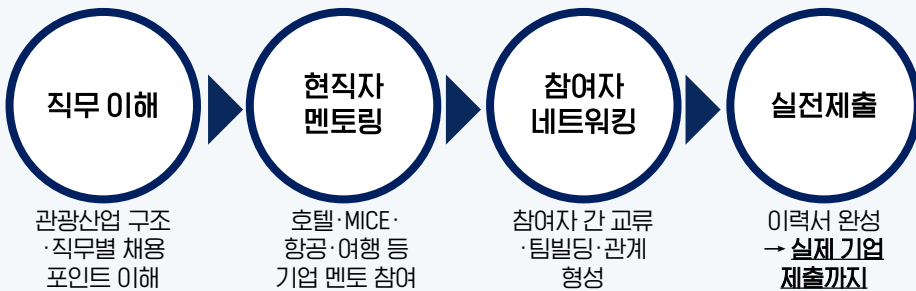 직무 이해
현직자
멘토링
참여자
네트워킹
실전제출
관광산업 구조
·직무별 채용
포인트 이해
호텔·MICE·
항공·여행 등
기업 멘토 참여
참여자 간 교류
·팀빌딩·관계
형성
이력서 완성
→ 실제 기업
제출까지